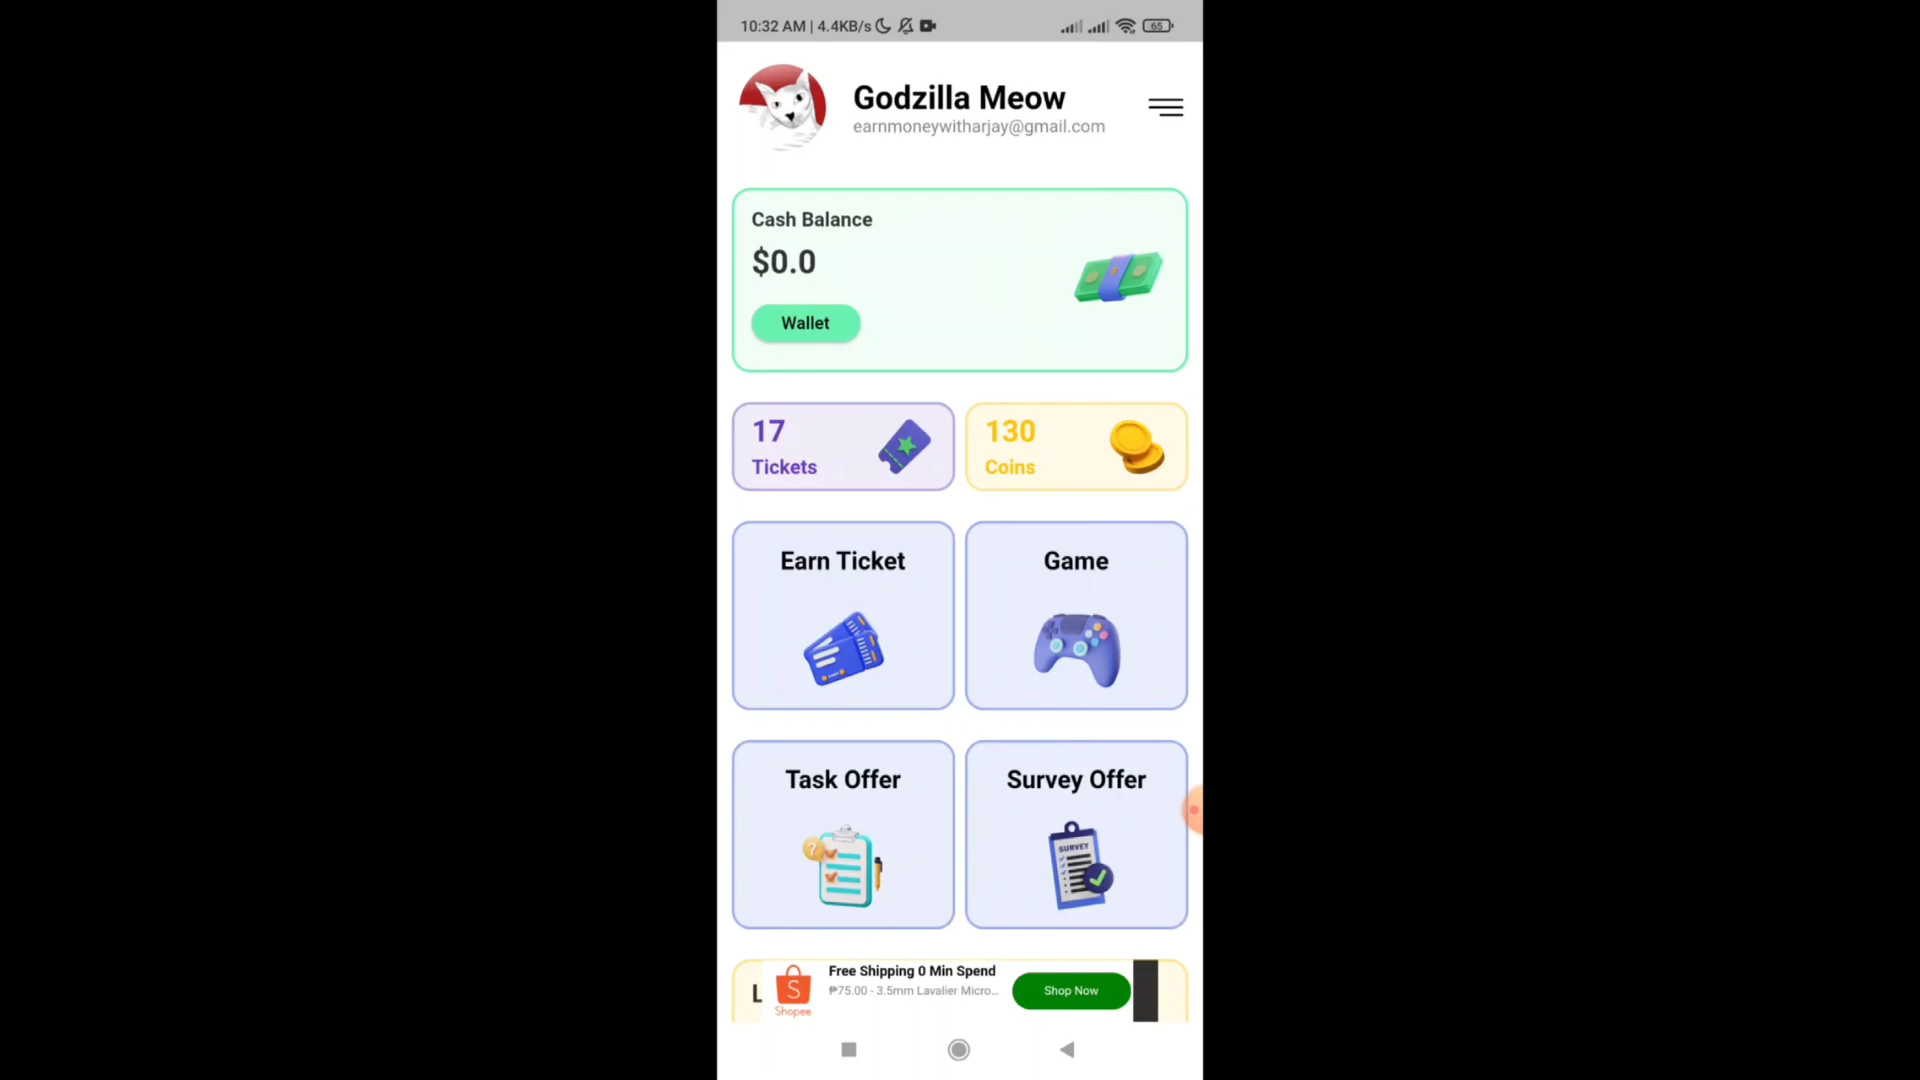 10:32 AM | 4.4KB/s
65
Godzilla Meow
earnmoneywitharjay@gmail.com
Cash Balance
$0.0
Wallet
17
Tickets
130
Coins
Earn Ticket
Game
Task Offer
Survey Offer
SURVEY
L
Free Shipping 0 Min Spend
₱75.00 - 3.5mm Lavalier Micro...
Shop Now
Shopee